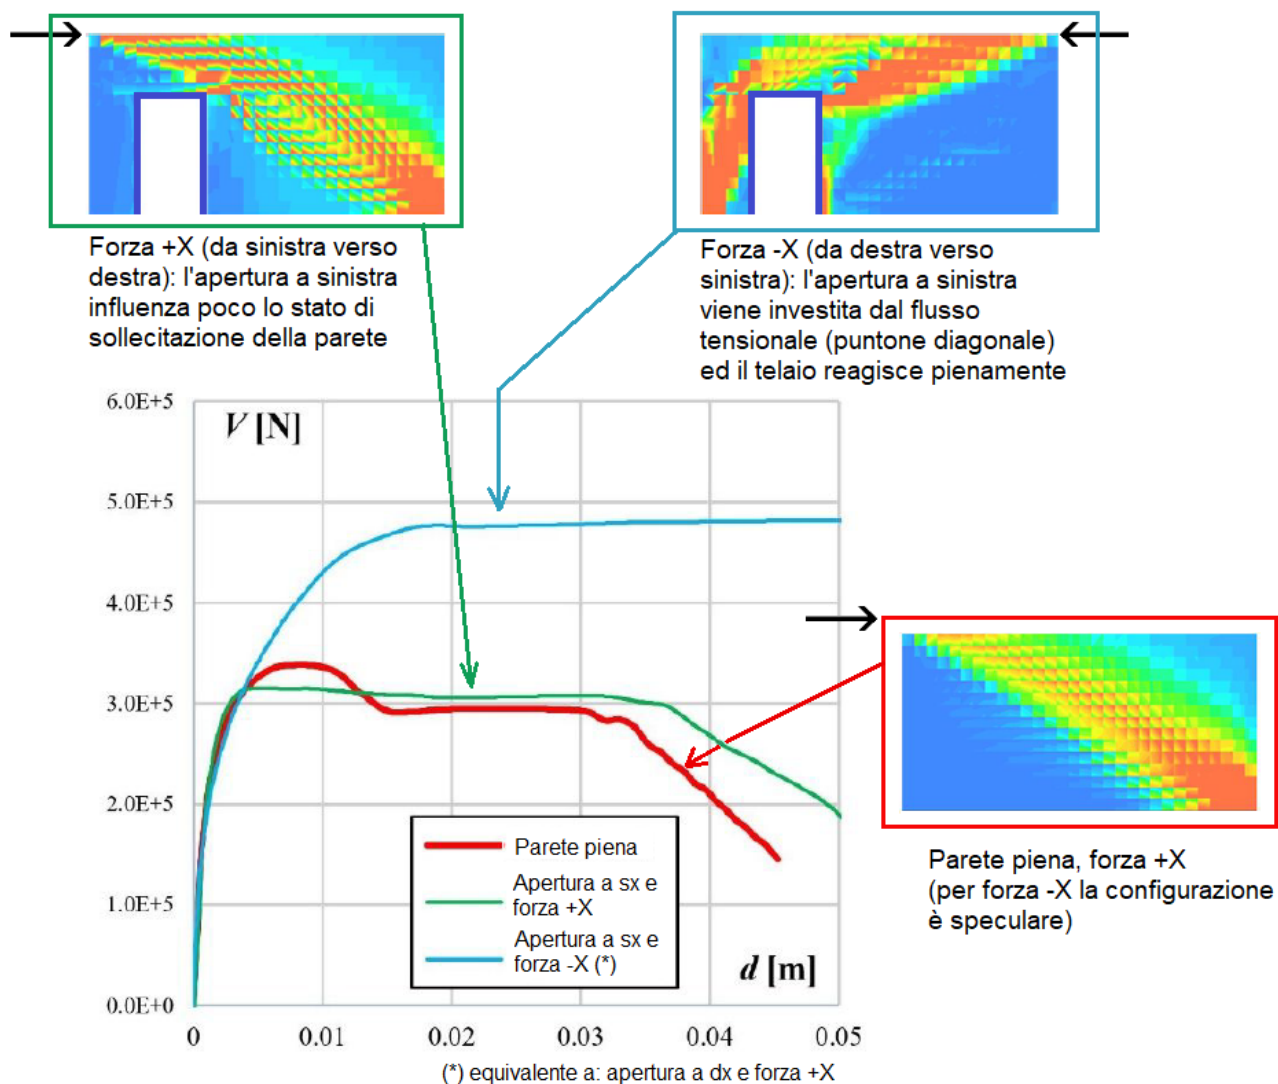 Forza +X (da sinistra verso
destra): l'apertura a sinistra
influenza poco lo stato di
sollecitazione della parete
Forza -X (da destra verso
sinistra): l'apertura a sinistra
viene investita dal flusso
tensionale (puntone diagonale)
ed il telaio reagisce pienamente
6.0E+5
V [N]
5.0E+5
4.0E+5
3.0E+5
2.0E+5
1.0E+5
0.0E+0
Parete piena
Apertura a sx e
forza +X
Apertura a sx e
forza -X (*)
d [m]
0 0.01 0.02 0.03 0.04 0.05
(*) equivalente a: apertura a dx e forza +X
Parete piena, forza +X
(per forza -X la configurazione
è speculare)